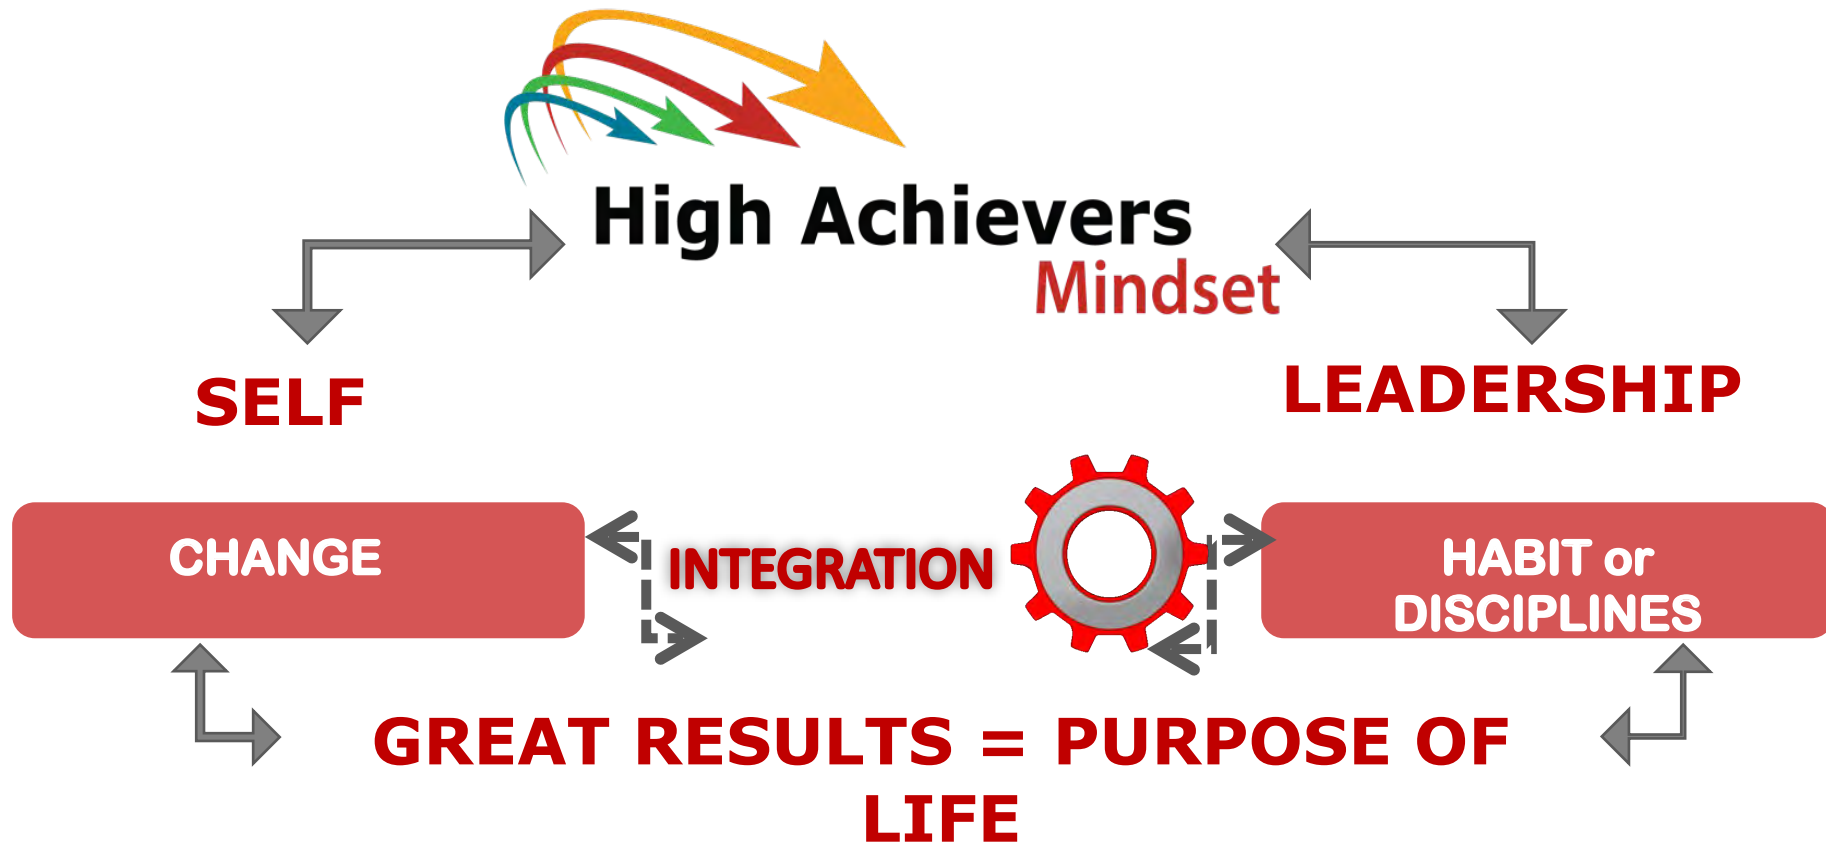 High Achievers
Mindset
SELF
LEADERSHIP
CHANGE
INTEGRATION
HABIT or
DISCIPLINES
GREAT RESULTS = PURPOSE OF
LIFE